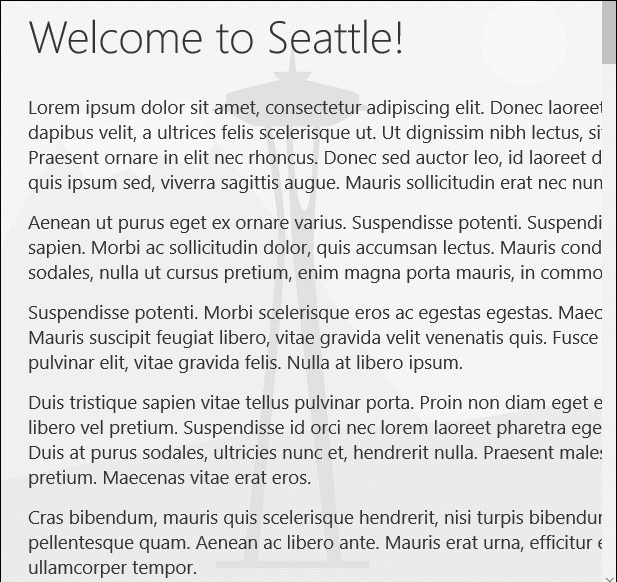 Welcome to Seattle!
Lorem ipsum dolor sit amet, consectetur adipiscing elit. Donec laoreet
dapibus velit, a ultrices felis scelerisque ut. Ut dignissim nibh lectus, si
Praesent ornare in elit nec rhoncus. Donec sed auctor leo, id laoreet d
quis ipsum sed, viverra sagittis augue. Mauris sollicitudin erat nec nun
Aenean ut purus eget ex ornare varius. Suspendisse potenti. Suspendi
sapien. Morbi ac sollicitudin dolor, quis accumsan lectus. Mauris cond
sodales, nulla ut cursus pretium, enim magna porta mauris, in commo
Suspendisse potenti. Morbi scelerisque eros ac egestas egestas. Maec
Mauris suscipit feugiat libero, vitae gravida velit venenatis quis. Fusce
pulvinar elit, vitae gravida felis. Nulla at libero ipsum.
Duis tristique sapien vitae tellus pulvinar porta. Proin non diam eget e
libero vel pretium. Suspendisse id orci nec lorem laoreet pharetra ege
Duis at purus sodales, ultricies nunc et, hendrerit nulla. Praesent males
pretium. Maecenas vitae erat eros.
Cras bibendum, mauris quis scelerisque hendrerit, nisi turpis bibendur
pellentesque quam. Aenean ac libero ante. Mauris erat urna, efficitur e
ullamcorper tempor.